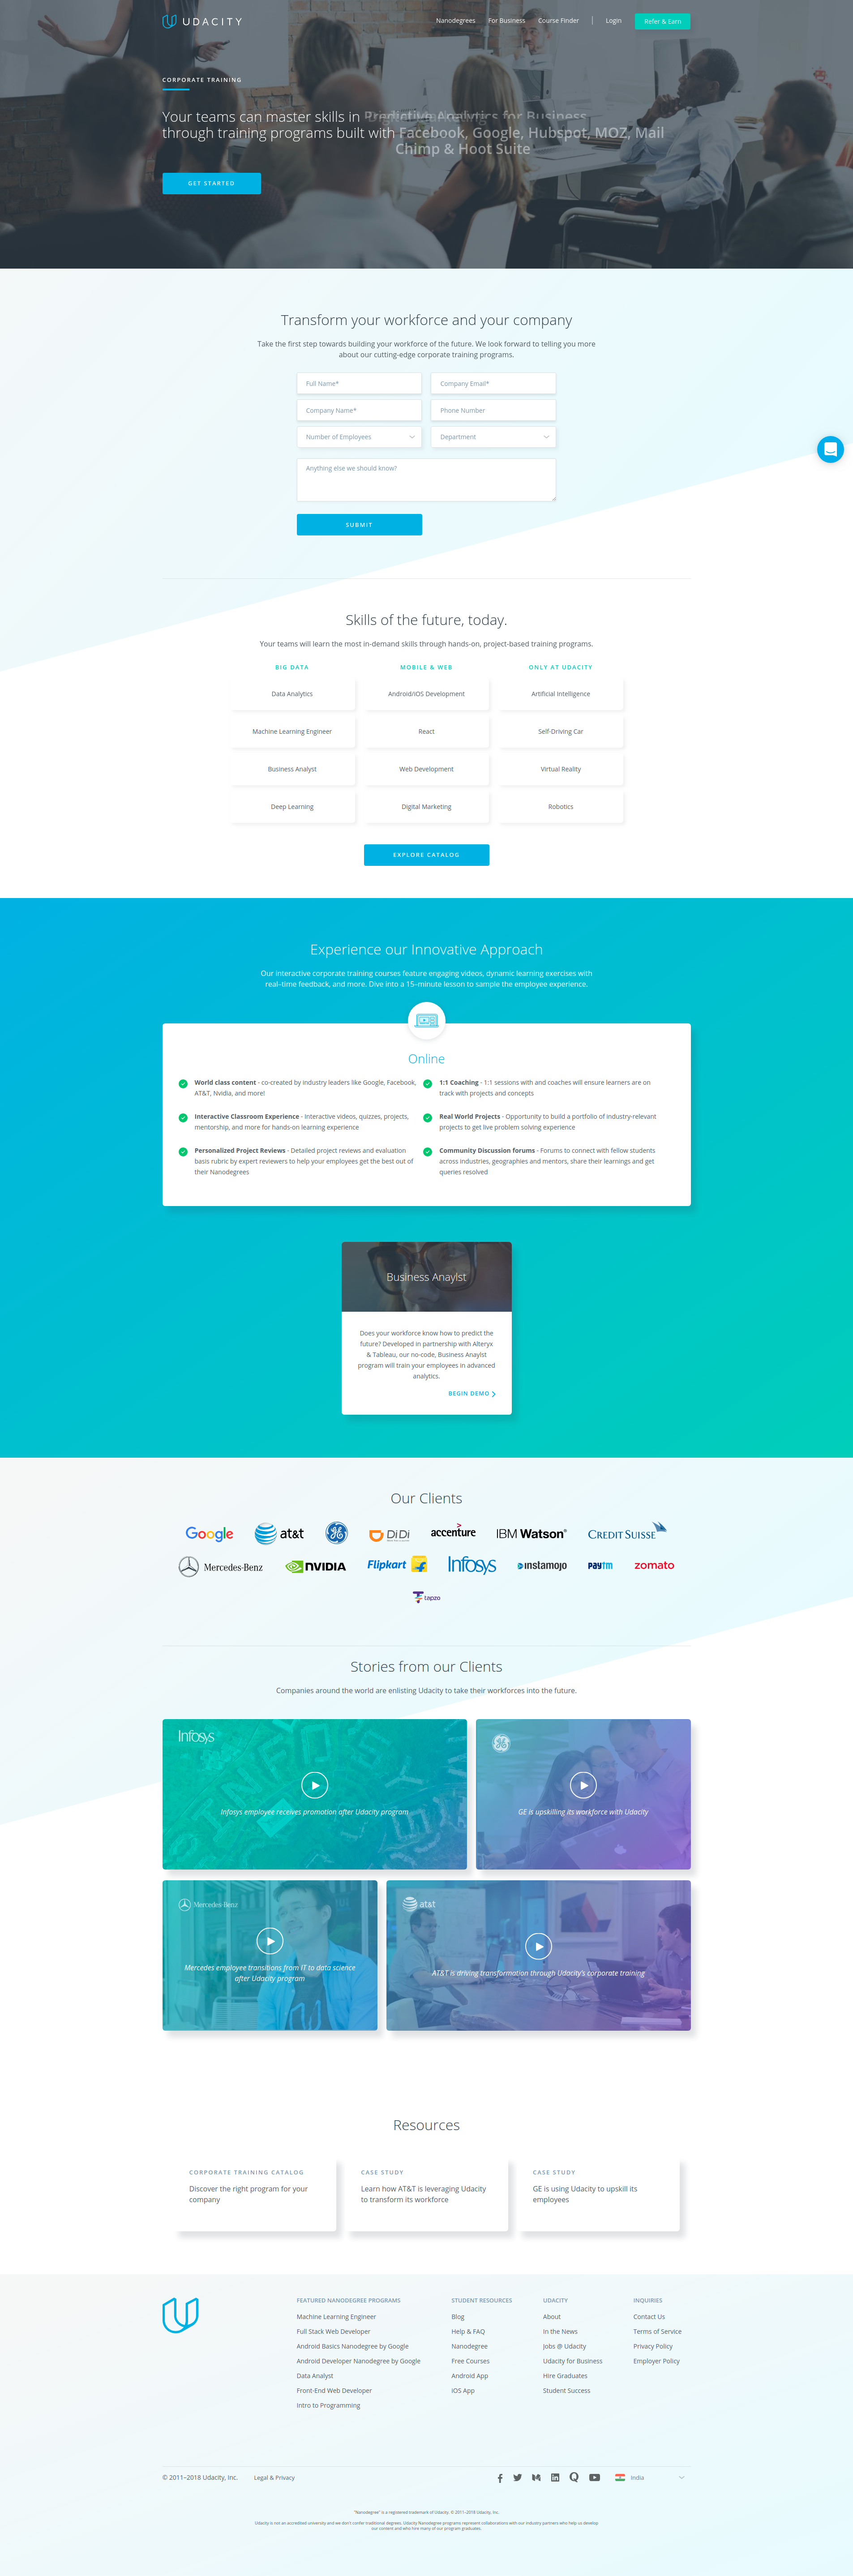 UDACITY
Nanodegrees
For Business
Course Finder
Login
Refer & Earn
CORPORATE TRAINING
Your teams can master skills in Predictive Analytics for Business
through training programs built with Facebook, Google, Hubspot, MOZ, Mail
Chimp & Hoot Suite
GET STARTED
Transform your workforce and your company
Take the first step towards building your workforce of the future. We look forward to telling you more
about our cutting-edge corporate training programs.
Full Name*
Company Email*
Company Name*
Phone Number
Number of Employees
Department
Anything else we should know?
SUBMIT
Skills of the future, today.
Your teams will learn the most in-demand skills through hands-on, project-based training programs.
BIG DATA
MOBILE & WEB
ONLY AT UDACITY
Data Analytics
Android/iOS Development
Artificial Intelligence
Machine Learning Engineer
React
Self-Driving Car
Business Analyst
Web Development
Virtual Reality
Deep Learning
Digital Marketing
Robotics
EXPLORE CATALOG
Experience our Innovative Approach
Our interactive corporate training courses feature engaging videos, dynamic learning exercises with
real–time feedback, and more. Dive into a 15–minute lesson to sample the employee experience.
Online
World class content - co-created by industry leaders like Google, Facebook,
AT&T, Nvidia, and more!
1:1 Coaching - 1:1 sessions with and coaches will ensure learners are on
track with projects and concepts
Interactive Classroom Experience - Interactive videos, quizzes, projects,
mentorship, and more for hands-on learning experience
Real World Projects - Opportunity to build a portfolio of industry-relevant
projects to get live problem solving experience
Personalized Project Reviews - Detailed project reviews and evaluation
basis rubric by expert reviewers to help your employees get the best out of
their Nanodegrees
Community Discussion forums - Forums to connect with fellow students
across industries, geographies and mentors, share their learnings and get
queries resolved
Business Anaylst
Does your workforce know how to predict the
future? Developed in partnership with Alteryx
& Tableau, our no-code, Business Anaylst
program will train your employees in advanced
analytics.
BEGIN DEMO
Our Clients
Google
at&t
GE
DiDi
accenture
IBM Watson
CREDIT SUISSE
Mercedes-Benz
NVIDIA
Flipkart
Infosys
instamojo
paytm
zomato
tapzo
Stories from our Clients
Companies around the world are enlisting Udacity to take their workforces into the future.
Infosys
Infosys employee receives promotion after Udacity program
GE
GE is upskilling its workforce with Udacity
Mercedes-Benz
Mercedes employee transitions from IT to data science
after Udacity program
at&t
AT&T is driving transformation through Udacity's corporate training
Resources
CORPORATE TRAINING CATALOG
Discover the right program for your
company
CASE STUDY
Learn how AT&T is leveraging Udacity
to transform its workforce
CASE STUDY
GE is using Udacity to upskill its
employees
FEATURED NANODEGREE PROGRAMS
Machine Learning Engineer
Full Stack Web Developer
Android Basics Nanodegree by Google
Android Developer Nanodegree by Google
Data Analyst
Front-End Web Developer
Intro to Programming
STUDENT RESOURCES
Blog
Help & FAQ
Nanodegree
Free Courses
Android App
iOS App
UDACITY
About
In the News
Jobs @ Udacity
Udacity for Business
Hire Graduates
Student Success
INQUIRIES
Contact Us
Terms of Service
Privacy Policy
Employer Policy
© 2011–2018 Udacity, Inc.
Legal & Privacy
India
"Nanodegree" is a registered trademark of Udacity. © 2011–2018 Udacity, Inc.
Udacity is not an accredited university and we don't confer traditional degrees. Udacity Nanodegree programs represent collaborations with our industry partners who help us develop
our content and who hire many of our program graduates.